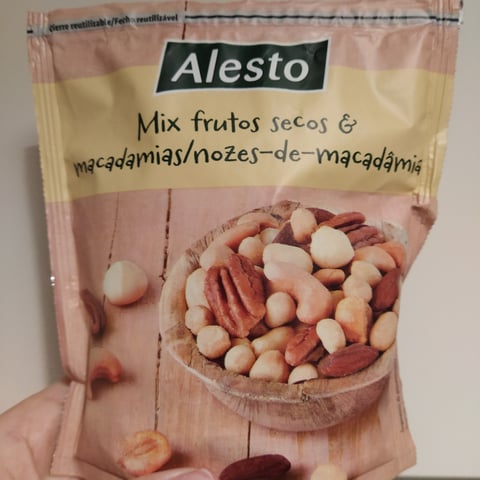 Cierre reutilizable/Fecho reutilizável
Alesto
Mix frutos secos &
macadamias/nozes-de-macadâmia